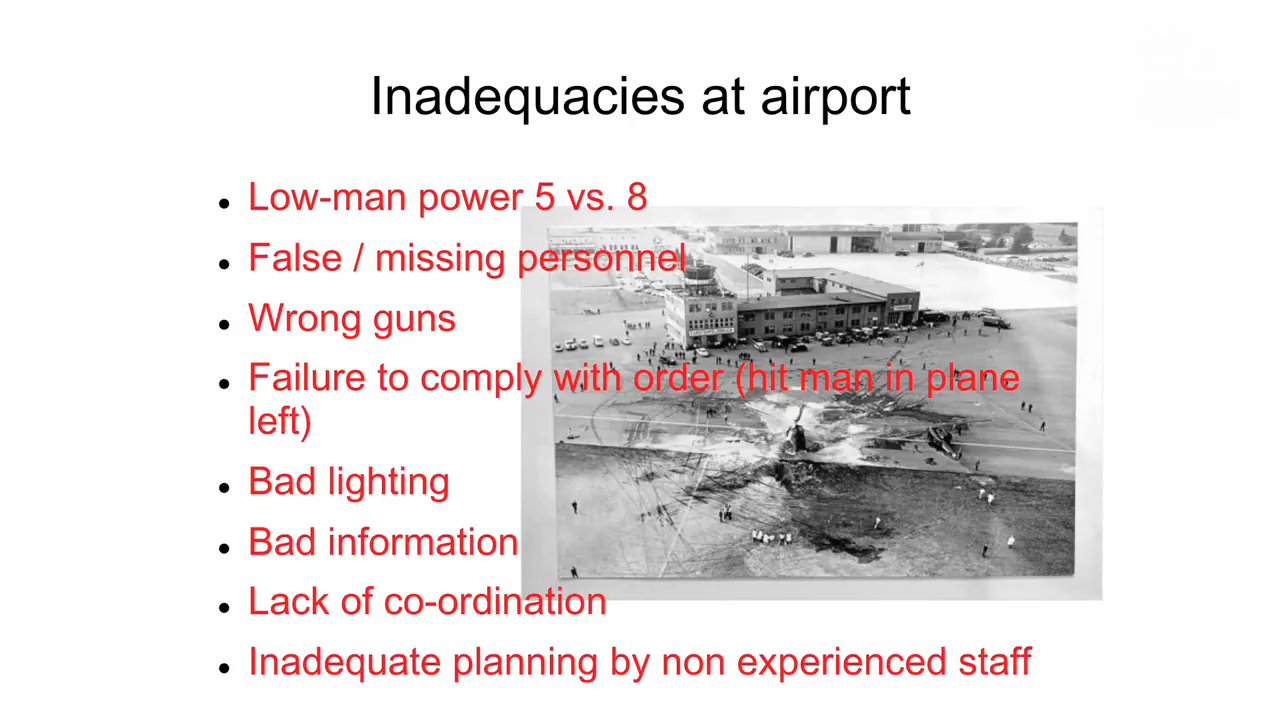 Inadequacies at airport
Low-man power 5 vs. 8
False / missing personnel
Wrong guns
Failure to comply with order (hit man in plane
left)
Bad lighting
Bad information
Lack of co-ordination
Inadequate planning by non experienced staff